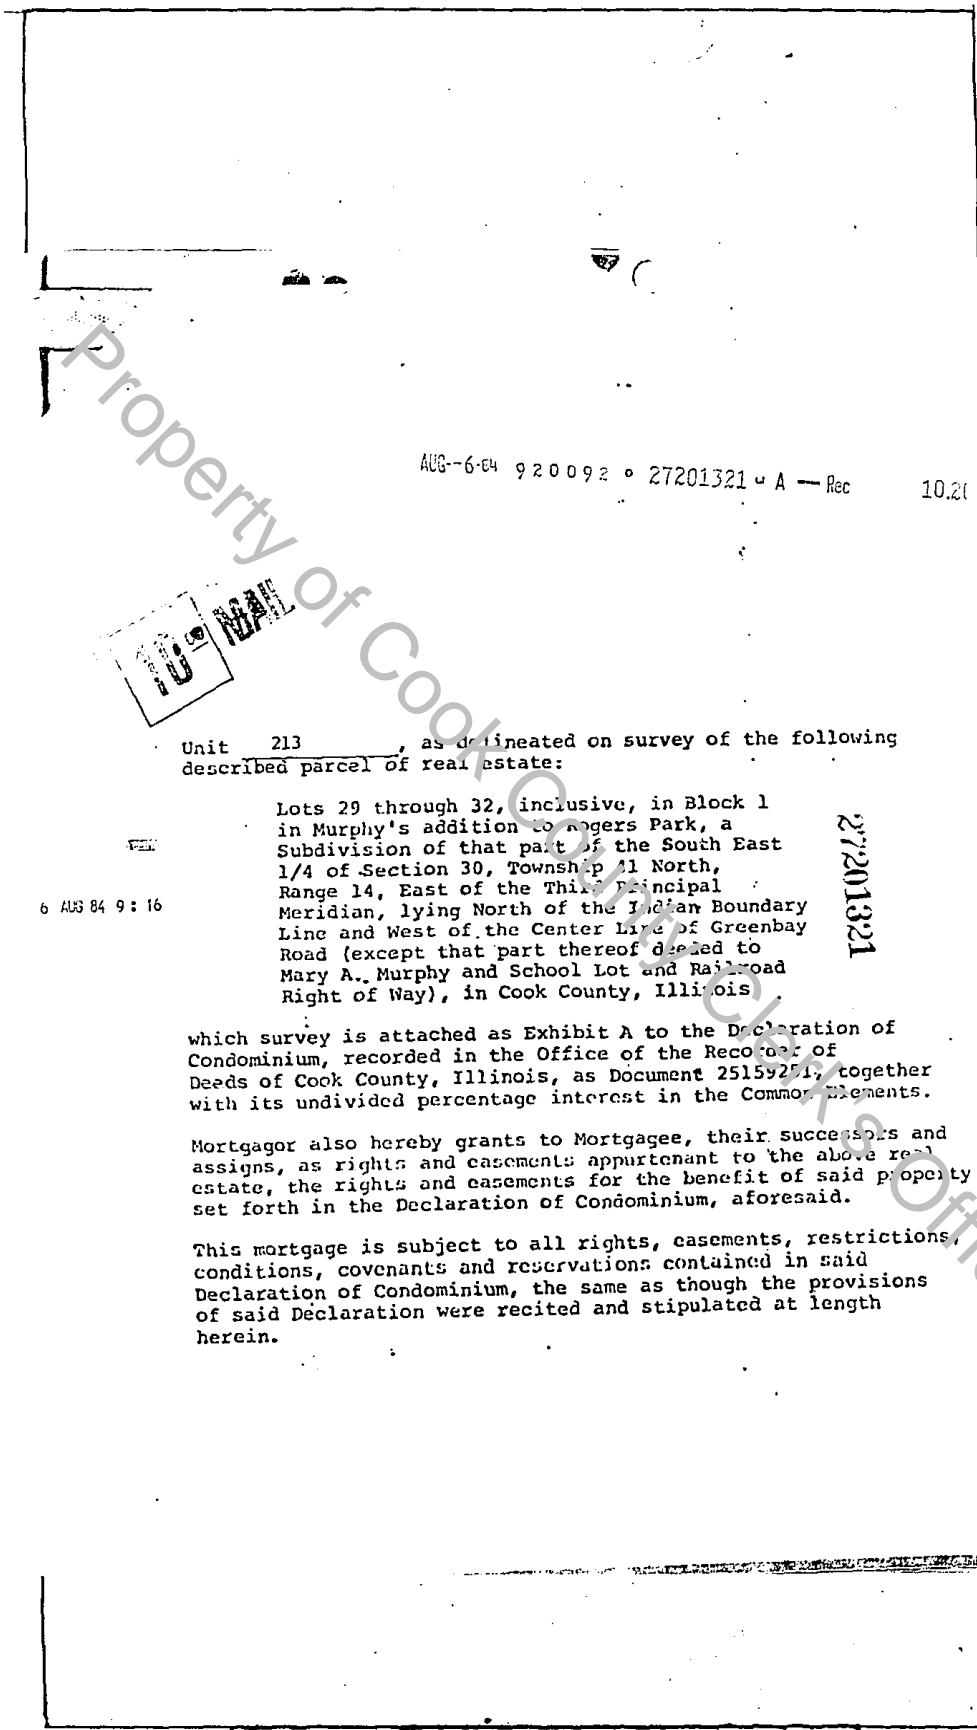 AUG--6-84 920092 ° 27201321 A — Rec 10.20
10.00 MAIL
Unit 213, as delineated on survey of the following
described parcel of real estate:
Lots 29 through 32, inclusive, in Block 1
in Murphy's addition to Rogers Park, a
Subdivision of that part of the South East
1/4 of Section 30, Township 41 North,
Range 14, East of the Third Principal
Meridian, lying North of the Indian Boundary
Line and West of the Center Line of Greenbay
Road (except that part thereof deeded to
Mary A. Murphy and School Lot and Railroad
Right of Way), in Cook County, Illinois.
6 AUG 84 9: 16
27201321
which survey is attached as Exhibit A to the Declaration of
Condominium, recorded in the Office of the Recorder of
Deeds of Cook County, Illinois, as Document 25159251, together
with its undivided percentage interest in the Common Elements.
Mortgagor also hereby grants to Mortgagee, their successors and
assigns, as rights and easements appurtenant to the above real
estate, the rights and easements for the benefit of said property
set forth in the Declaration of Condominium, aforesaid.
This mortgage is subject to all rights, easements, restrictions,
conditions, covenants and reservations contained in said
Declaration of Condominium, the same as though the provisions
of said Declaration were recited and stipulated at length
herein.
Property of Cook County Clerk's Offi